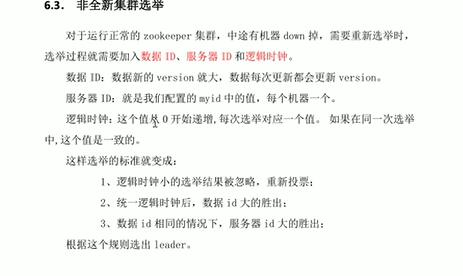 6.3. 非全新集群选举
对于运行正常的 zookeeper 集群，中途有机器 down 掉，需要重新选举时，
选举过程就需要加入数据 ID、服务器 ID 和逻辑时钟。
数据 ID：数据新的 version 就大，数据每次更新都会更新 version。
服务器 ID：就是我们配置的 myid 中的值，每个机器一个。
逻辑时钟：这个值从 0 开始递增,每次选举对应一个值。 如果在同一次选举
中,这个值是一致的。
这样选举的标准就变成：
1、逻辑时钟小的选举结果被忽略，重新投票；
2、统一逻辑时钟后，数据 id 大的胜出；
3、数据 id 相同的情况下，服务器 id 大的胜出；
根据这个规则选出 leader。